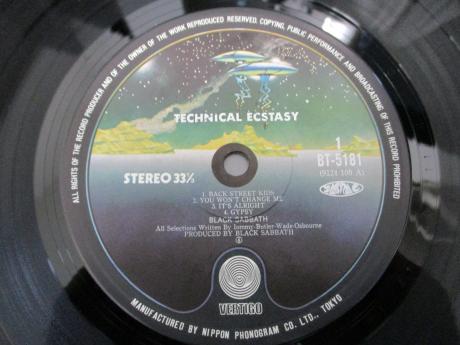 ALL RIGHTS OF THE RECORD PRODUCER AND OF THE OWNER OF THE WORK REPRODUCED RESERVED. COPYING, PUBLIC PERFORMANCE AND BROADCASTING OF THIS RECORD PROHIBITED
TECHNICAL ECSTASY
1
BT-5181
(9124 100 A)
STEREO 33⅓
1. BACK STREET KIDS
2. YOU WON'T CHANGE ME
3. IT'S ALRIGHT
4. GYPSY
BLACK SABBATH
All Selections Written By Iommy-Butler-Wade-Osbourne
PRODUCED BY BLACK SABBATH
VERTIGO
MANUFACTURED BY NIPPON PHONOGRAM CO. LTD., TOKYO